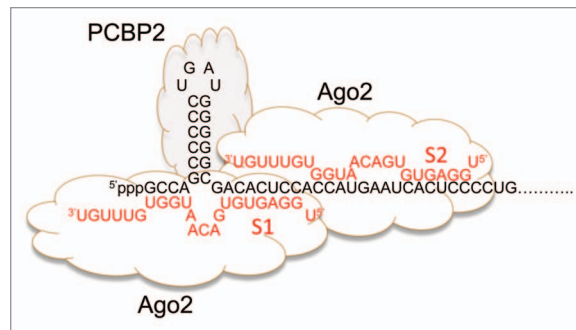 PCBP2
G A
U U
CG
CG
CG
CG
CG
GC
Ago2
3'UGUUUGU ACAGU S2 U5'
GGUA GUGAGG
5'pppGCCA GACACUCCACCAUGAAUCACUCCCCUG..........
UGGU UGUGAGG
3'UGUUUG A G U5'
ACA S1
Ago2